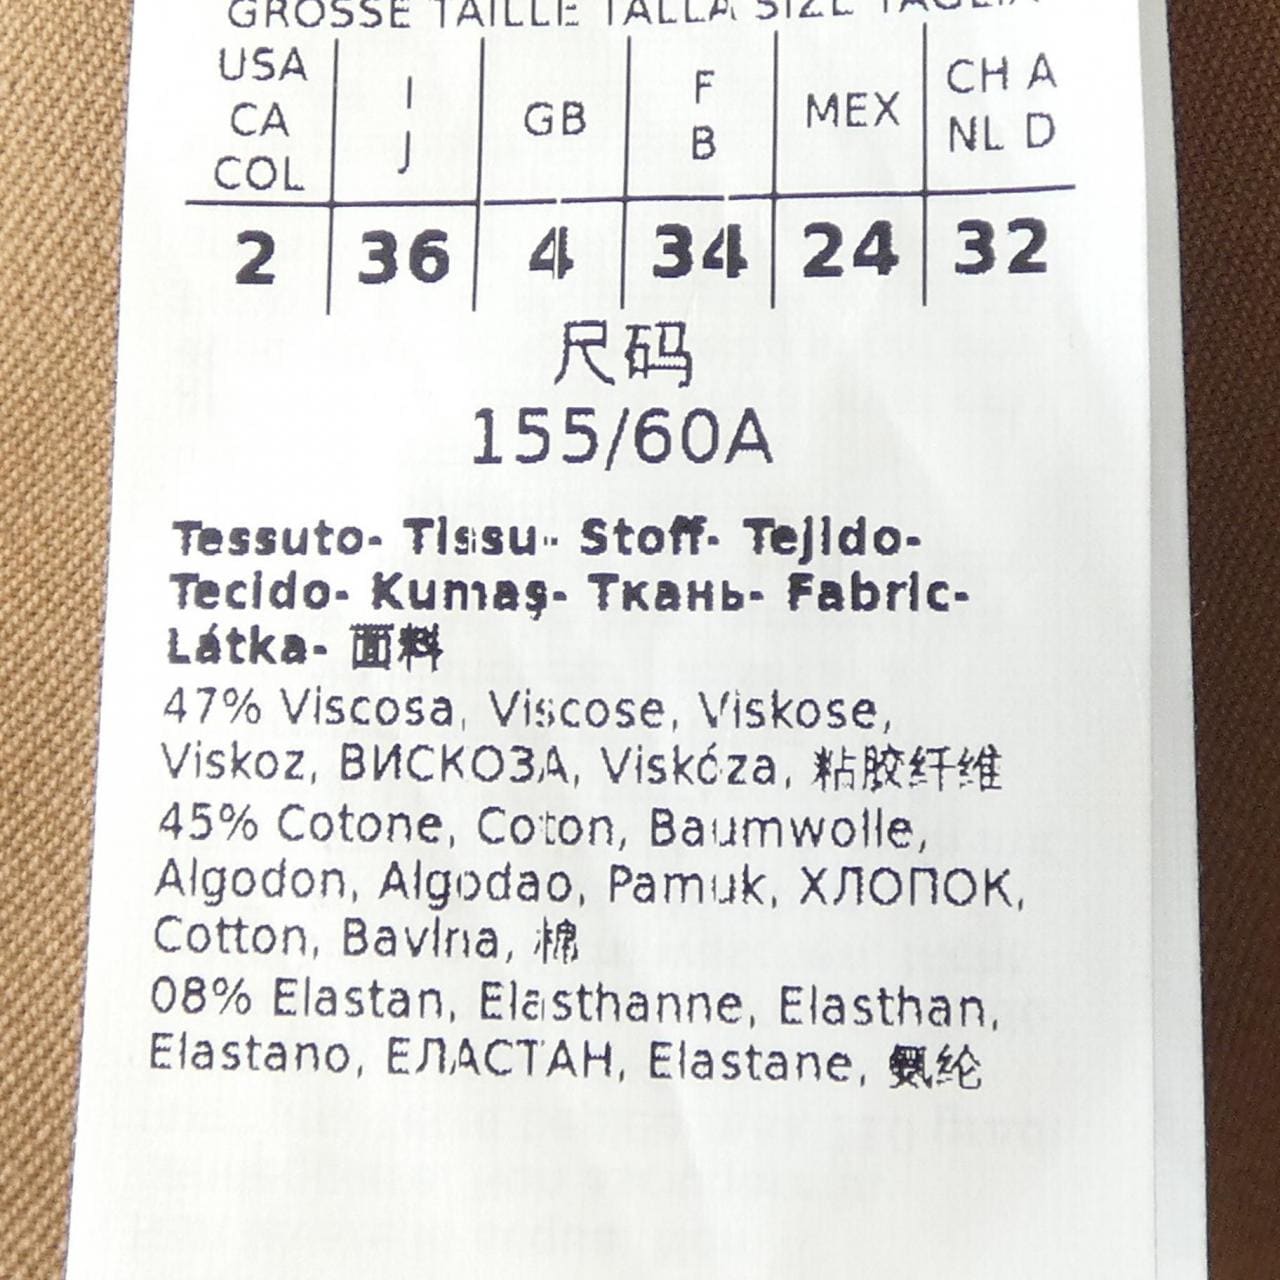 GRÖSSE TAILLE TALLA SIZE TAGLIA
USA CA COL I J GB F B MEX CH A NL D
2 36 4 34 24 32
尺码
155/60A
Tessuto- Tissu- Stoff- Tejido-
Tecido- Kumaş- Ткань- Fabric-
Látka- 面料
47% Viscosa, Viscose, Viskose,
Viskoz, ВИСКОЗА, Viskóza, 粘胶纤维
45% Cotone, Coton, Baumwolle,
Algodon, Algodao, Pamuk, ХЛОПОК,
Cotton, Bavlna, 棉
08% Elastan, Elasthanne, Elasthan,
Elastano, ЕЛАСТАН, Elastane, 氨纶